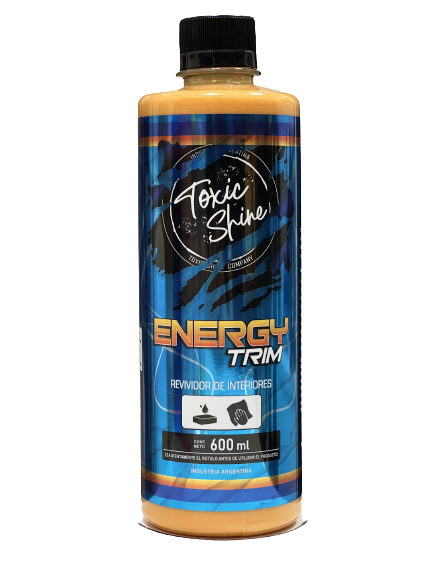 Toxic
Shine
COMPANY
ENERGY
TRIM
REVIVIDOR DE INTERIORES
CONT.
NETO 600 ml
LEA ATENTAMENTE EL ROTULO ANTES DE UTILIZAR EL PRODUCTO
INDUSTRIA ARGENTINA